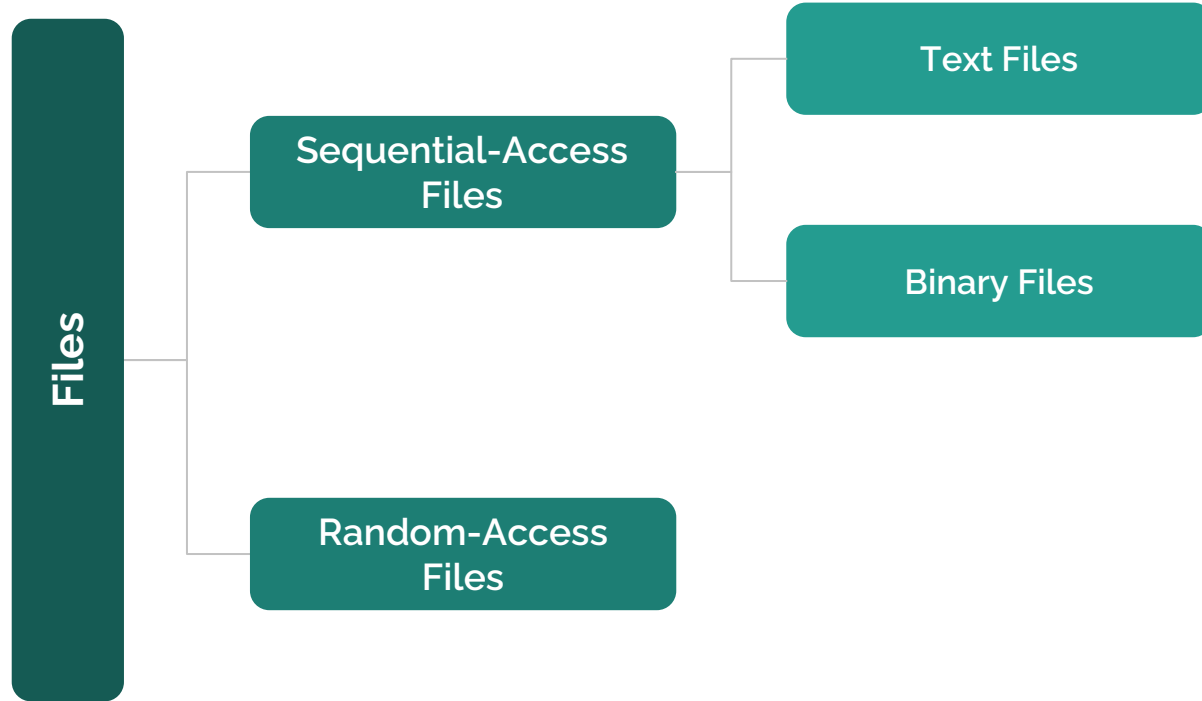 Files
Sequential-Access
Files
Random-Access
Files
Text Files
Binary Files